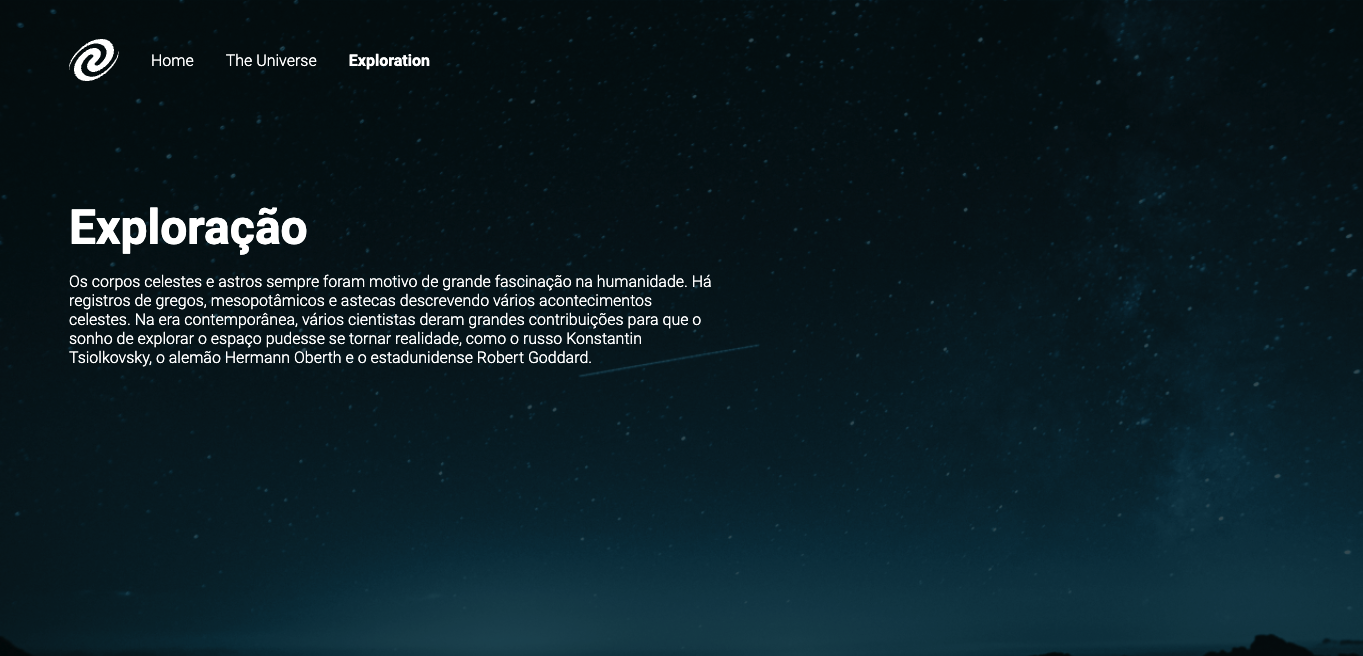 Home The Universe Exploration
Exploração
Os corpos celestes e astros sempre foram motivo de grande fascinação na humanidade. Há
registros de gregos, mesopotâmicos e astecas descrevendo vários acontecimentos
celestes. Na era contemporânea, vários cientistas deram grandes contribuições para que o
sonho de explorar o espaço pudesse se tornar realidade, como o russo Konstantin
Tsiolkovsky, o alemão Hermann Oberth e o estadunidense Robert Goddard.